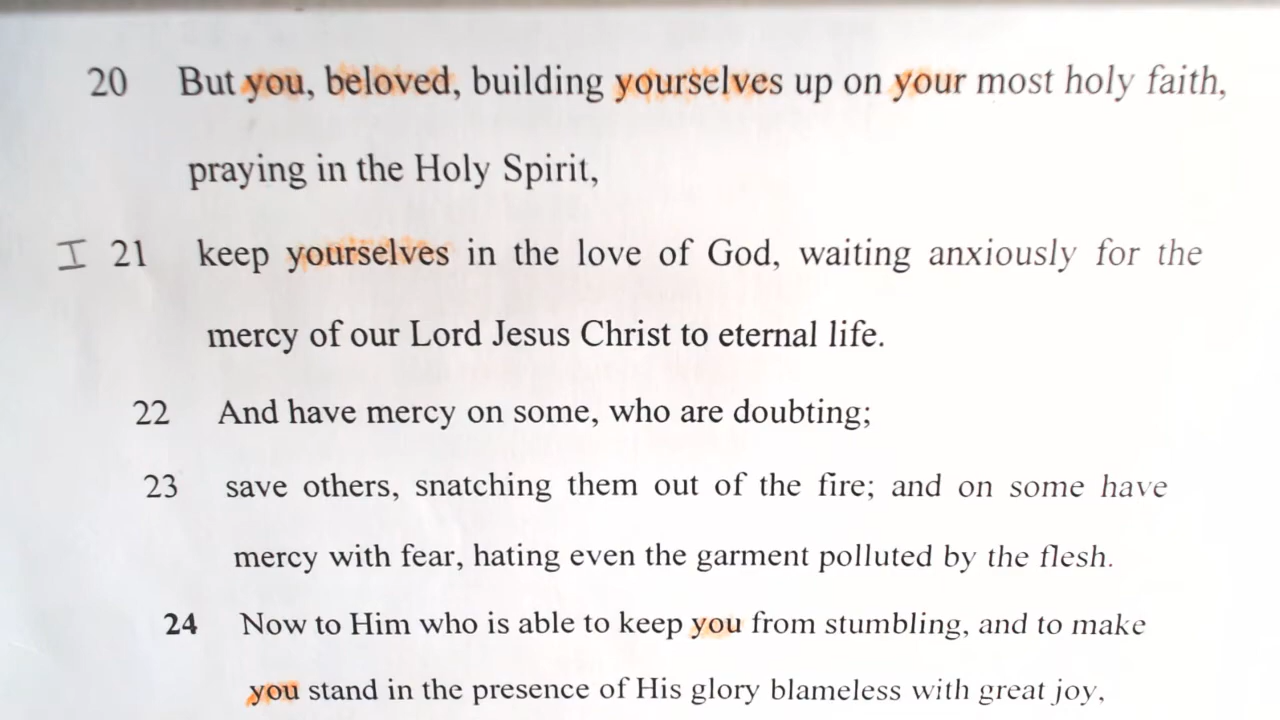 20 But you, beloved, building yourselves up on your most holy faith,
praying in the Holy Spirit,
I 21 keep yourselves in the love of God, waiting anxiously for the
mercy of our Lord Jesus Christ to eternal life.
22 And have mercy on some, who are doubting;
23 save others, snatching them out of the fire; and on some have
mercy with fear, hating even the garment polluted by the flesh.
24 Now to Him who is able to keep you from stumbling, and to make
you stand in the presence of His glory blameless with great joy,